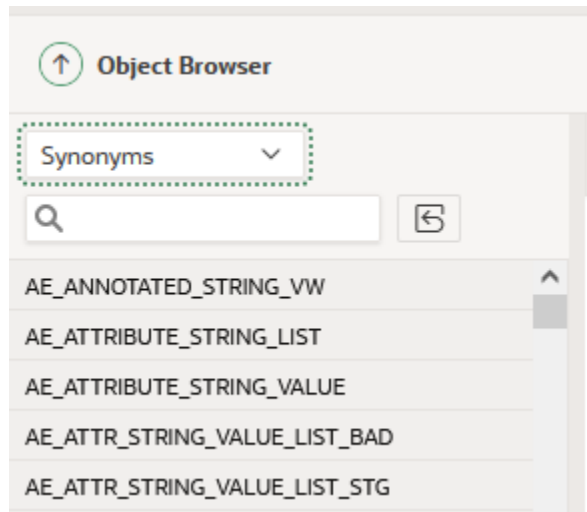 Object Browser
Synonyms
AE_ANNOTATED_STRING_VW
AE_ATTRIBUTE_STRING_LIST
AE_ATTRIBUTE_STRING_VALUE
AE_ATTR_STRING_VALUE_LIST_BAD
AE_ATTR_STRING_VALUE_LIST_STG